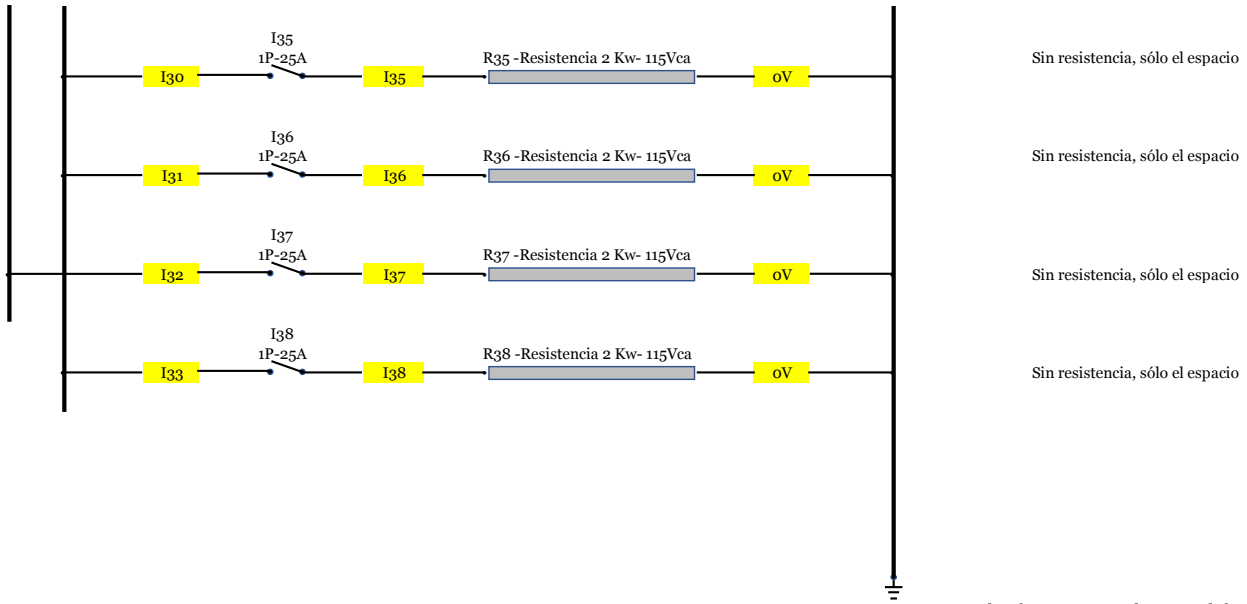 I35
1P-25A
R35 -Resistencia 2 Kw- 115Vca
Sin resistencia, sólo el espacio
I30
I35
0V
I36
1P-25A
R36 -Resistencia 2 Kw- 115Vca
Sin resistencia, sólo el espacio
I31
I36
0V
I37
1P-25A
R37 -Resistencia 2 Kw- 115Vca
Sin resistencia, sólo el espacio
I32
I37
0V
I38
1P-25A
R38 -Resistencia 2 Kw- 115Vca
Sin resistencia, sólo el espacio
I33
I38
0V